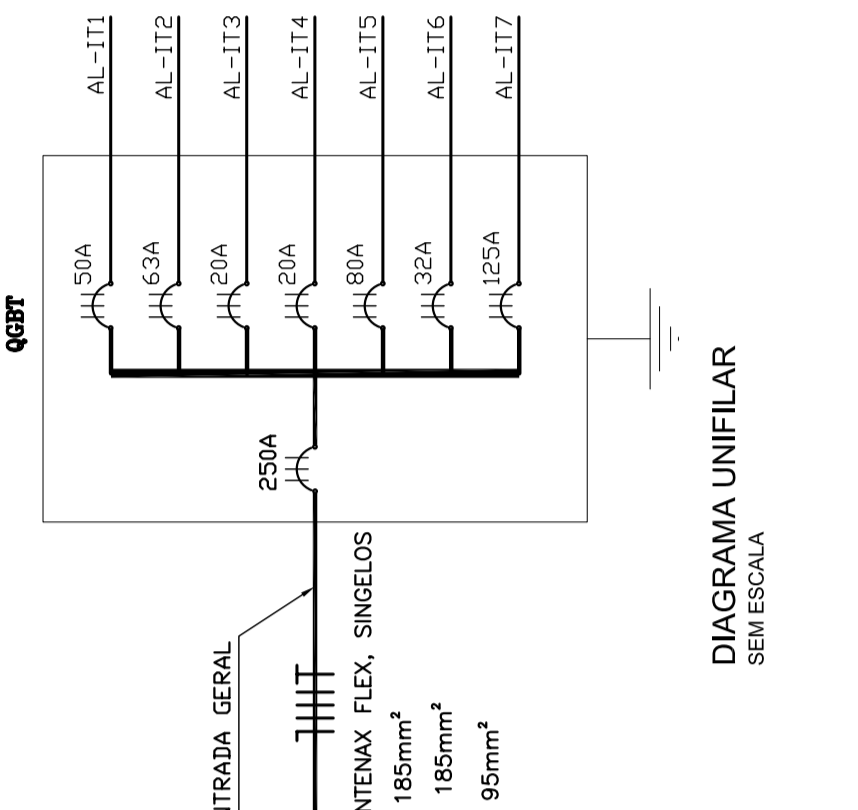 QGBT
AL-IT1
AL-IT2
AL-IT3
AL-IT4
AL-IT5
AL-IT6
AL-IT7
50A
63A
20A
20A
80A
32A
125A
250A
NTRADA GERAL
NTENAX FLEX, SINGELOS
185mm²
185mm²
95mm²
DIAGRAMA UNIFILAR
SEM ESCALA